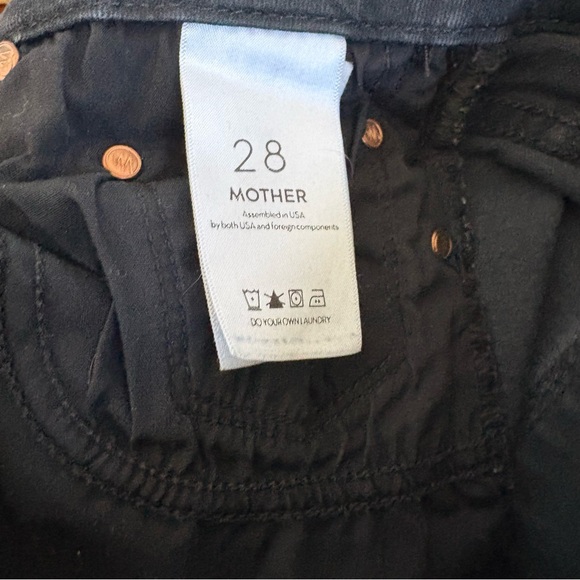 28
MOTHER
Assembled in USA
by both USA and foreign components
DO YOUR OWN LAUNDRY